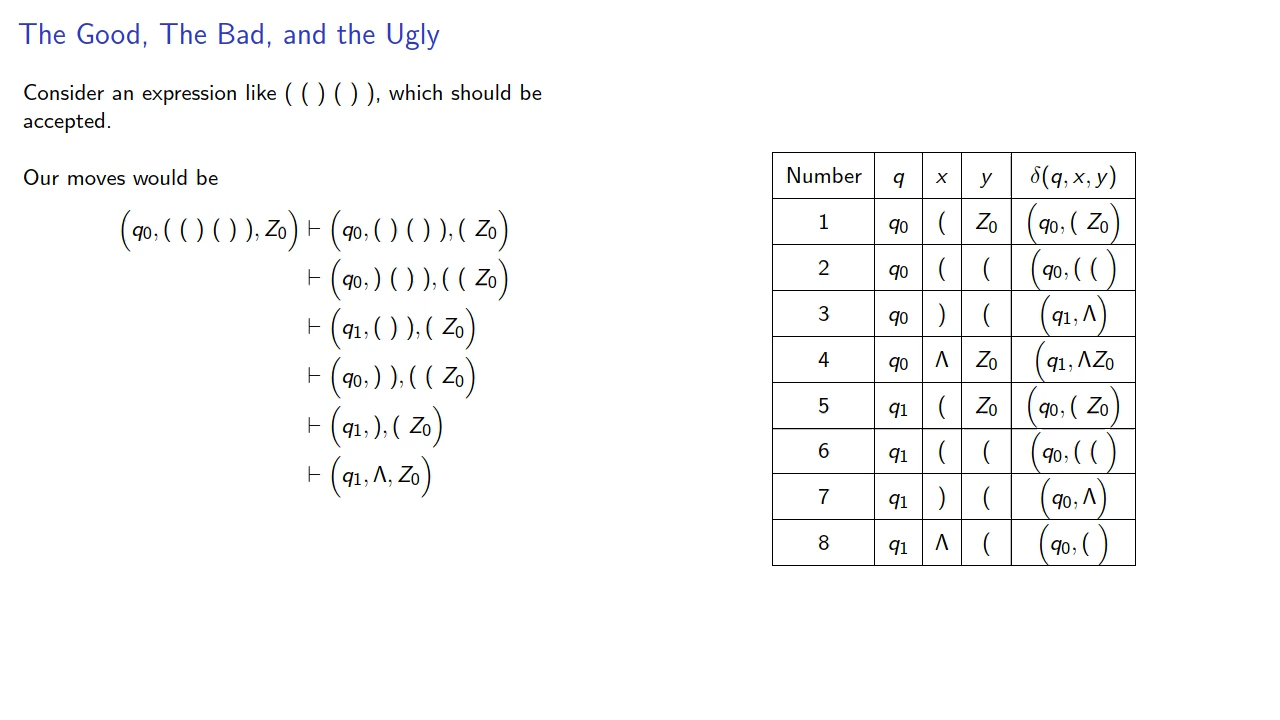 The Good, The Bad, and the Ugly
Consider an expression like ( ( ) ( ) ), which should be
accepted.
Our moves would be
(q₀, ( ( ) ( ) ), Z₀) ⊢ (q₀, ( ) ( ) ), ( Z₀)
⊢ (q₀, ) ( ) ), ( ( Z₀)
⊢ (q₁, ( ) ), ( Z₀)
⊢ (q₀, ) ), ( ( Z₀)
⊢ (q₁, ), ( Z₀)
⊢ (q₁, Λ, Z₀)
Number q x y δ(q, x, y)
1 q₀ ( Z₀ (q₀, ( Z₀)
2 q₀ ( ( (q₀, ( ( )
3 q₀ ) ( (q₁, Λ)
4 q₀ Λ Z₀ (q₁, ΛZ₀
5 q₁ ( Z₀ (q₀, ( Z₀)
6 q₁ ( ( (q₀, ( ( )
7 q₁ ) ( (q₀, Λ)
8 q₁ Λ ( (q₀, ( )